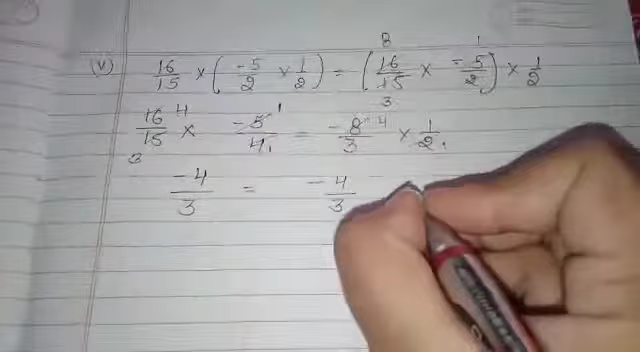 (v) 16/15 × (-5/2 × 1/2) = (16/15 × -5/2) × 1/2
16/15 × -5/4 = -8/3 × 1/2
-4/3 = -4/3